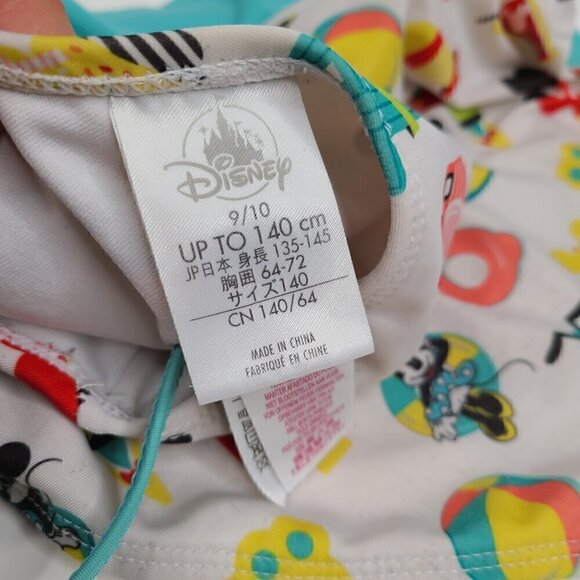 Disney
9/10
UP TO 140 cm
JP日本 身長 135-145
胸囲 64-72
サイズ140
CN 140/64
MADE IN CHINA
FABRIQUÉ EN CHINE